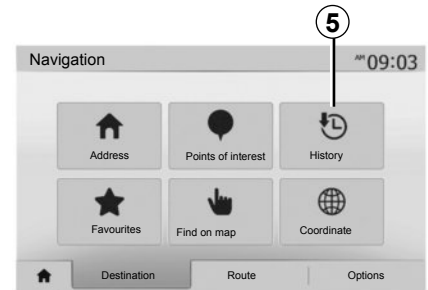 5
Navigation AM 09:03
Address Points of interest History
Favourites Find on map Coordinate
Destination Route Options